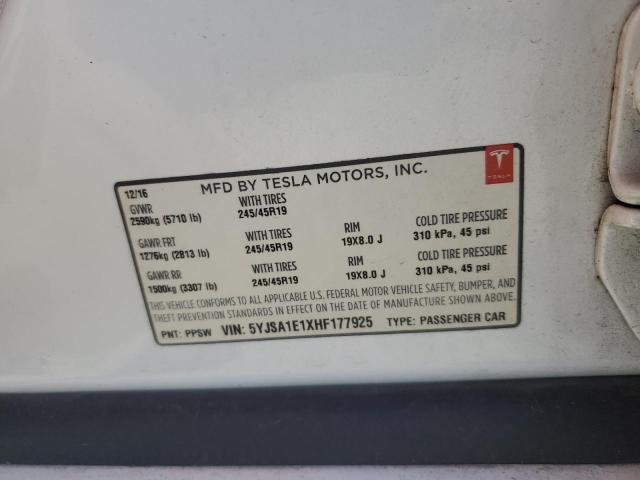 12/16 MFD BY TESLA MOTORS, INC.
TESLA
GVWR WITH TIRES
2590kg (5710 lb) 245/45R19
GAWR FRT WITH TIRES RIM COLD TIRE PRESSURE
1276kg (2813 lb) 245/45R19 19X8.0 J 310 kPa, 45 psi
GAWR RR WITH TIRES RIM COLD TIRE PRESSURE
1500kg (3307 lb) 245/45R19 19X8.0 J 310 kPa, 45 psi
THIS VEHICLE CONFORMS TO ALL APPLICABLE U.S. FEDERAL MOTOR VEHICLE SAFETY, BUMPER, AND
THEFT PREVENTION STANDARDS IN EFFECT ON THE DATE OF MANUFACTURE SHOWN ABOVE.
PNT: PPSW VIN: 5YJSA1E1XHF177925 TYPE: PASSENGER CAR